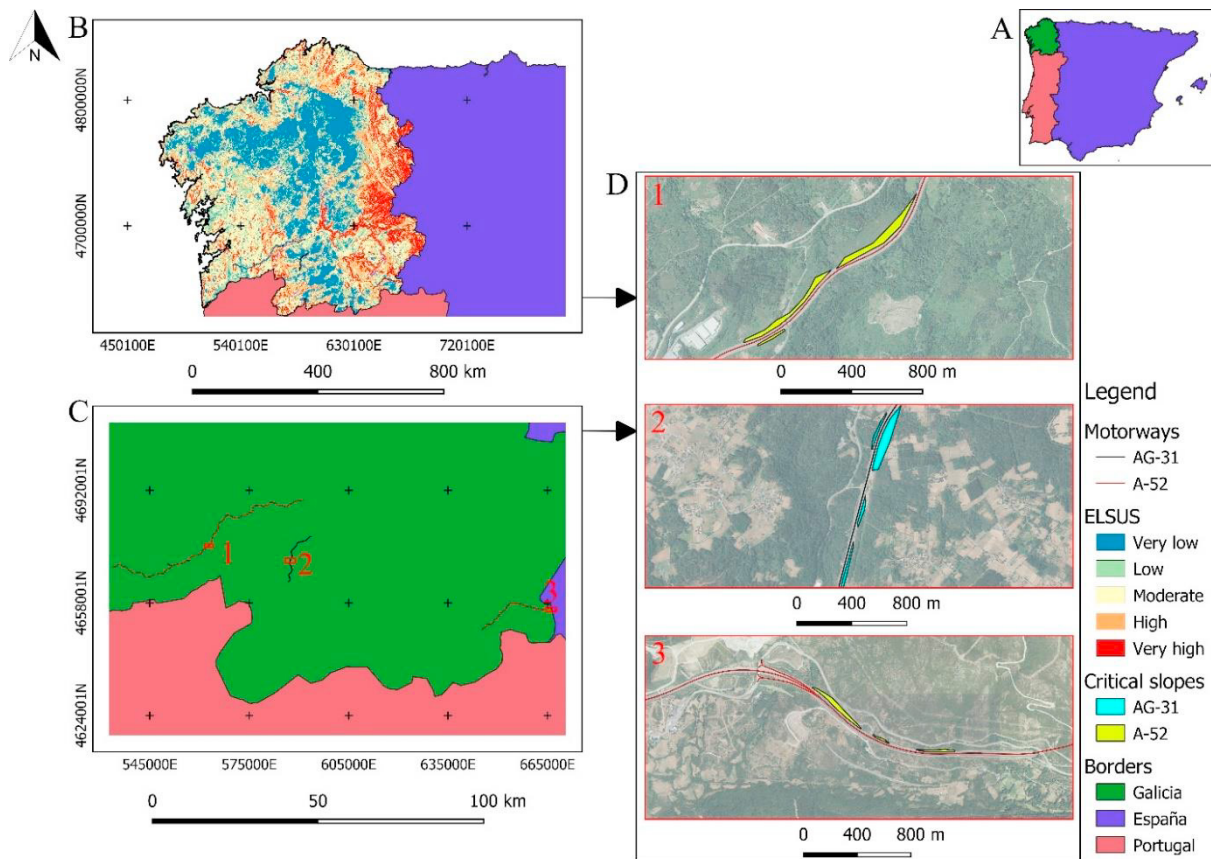 N
B
4800000N
4700000N
450100E 540100E 630100E 720100E
0 400 800 km
A
C
4692001N
4658001N
4624001N
1
2
3
545000E 575000E 605000E 635000E 665000E
0 50 100 km
D
1
0 400 800 m
2
0 400 800 m
3
0 400 800 m
Legend
Motorways
AG-31
A-52
ELSUS
Very low
Low
Moderate
High
Very high
Critical slopes
AG-31
A-52
Borders
Galicia
España
Portugal